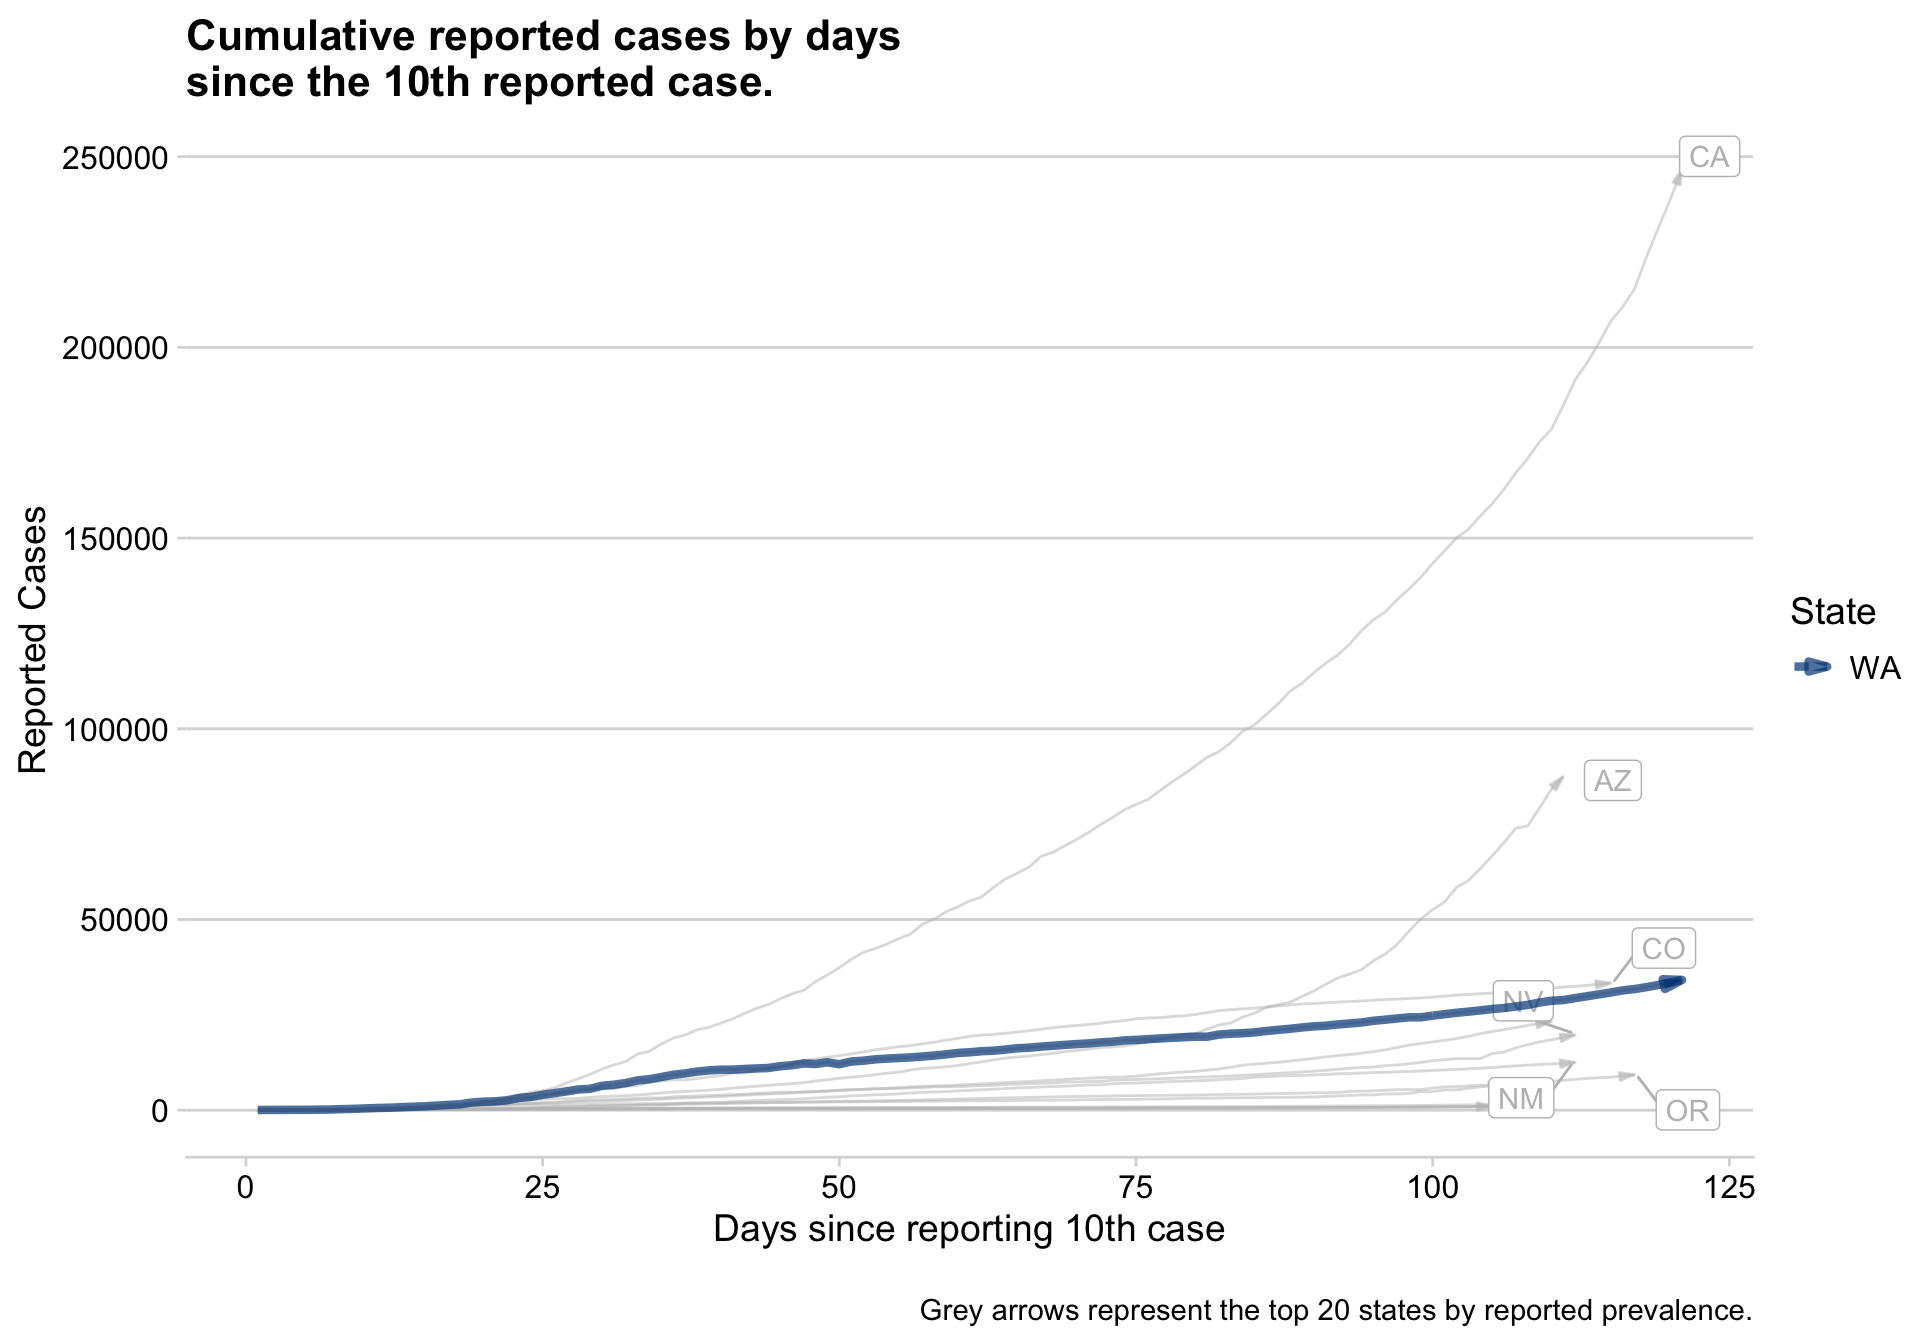 Cumulative reported cases by days
since the 10th reported case.
250000
200000
150000
100000
50000
0
Reported Cases
CA
AZ
CO
NV
NM
OR
State
WA
0
25
50
75
100
125
Days since reporting 10th case
Grey arrows represent the top 20 states by reported prevalence.